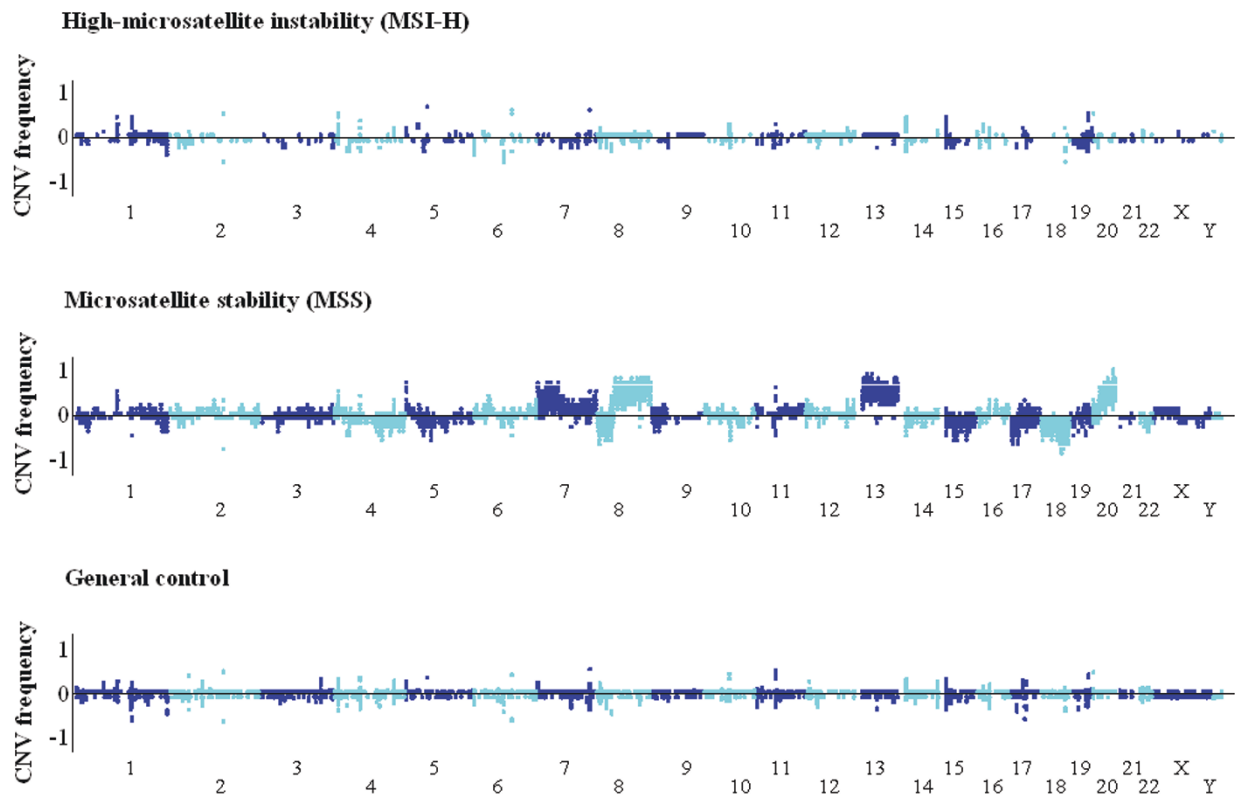 High-microsatellite instability (MSI-H)
CNV frequency
1
0
-1
1 3 5 7 9 11 13 15 17 19 21 X
2 4 6 8 10 12 14 16 18 20 22 Y
Microsatellite stability (MSS)
CNV frequency
1
0
-1
1 3 5 7 9 11 13 15 17 19 21 X
2 4 6 8 10 12 14 16 18 20 22 Y
General control
CNV frequency
1
0
-1
1 3 5 7 9 11 13 15 17 19 21 X
2 4 6 8 10 12 14 16 18 20 22 Y